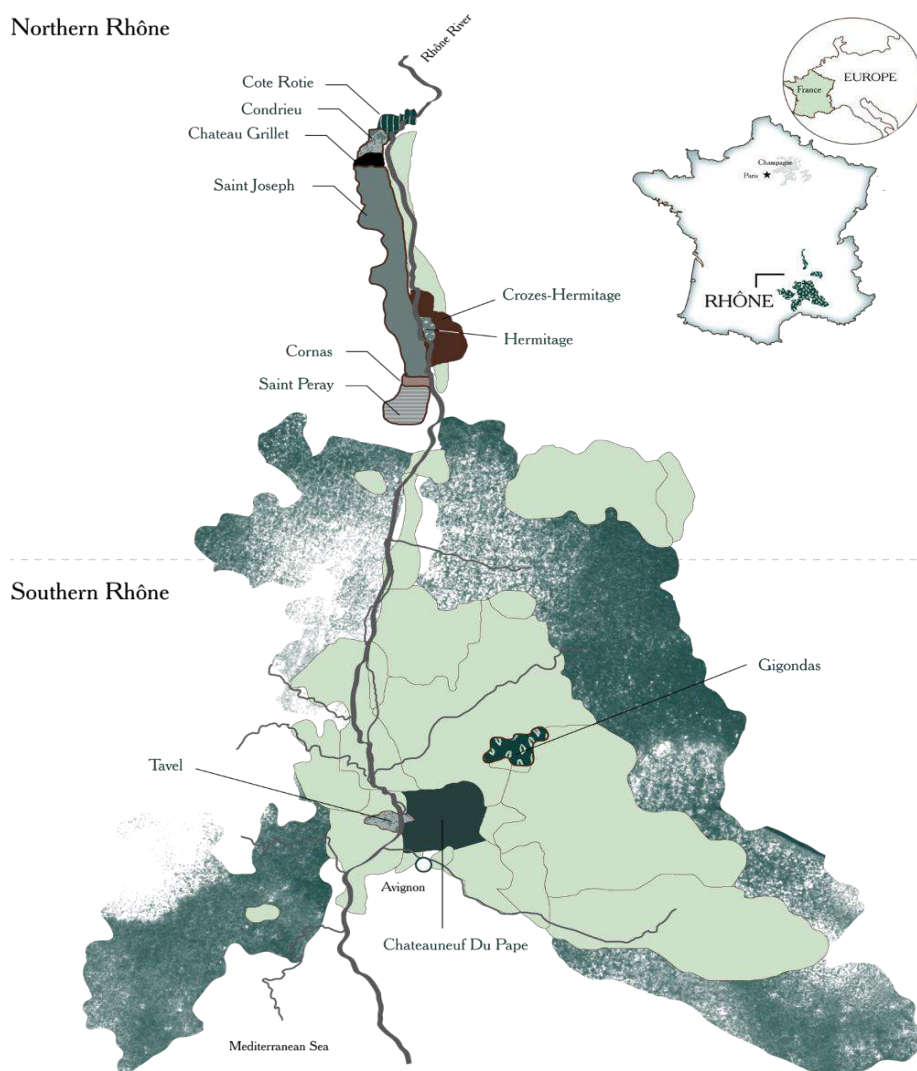 Northern Rhône
Rhône River
Cote Rotie
Condrieu
Chateau Grillet
Saint Joseph
Crozes-Hermitage
Hermitage
Cornas
Saint Peray
EUROPE
France
Champagne
Paris
RHÔNE
Southern Rhône
Gigondas
Tavel
Avignon
Chateauneuf Du Pape
Mediterranean Sea